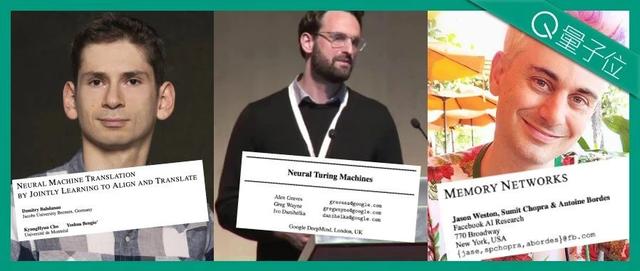 量子位
NEURAL MACHINE TRANSLATION
BY JOINTLY LEARNING TO ALIGN AND TRANSLATE
Dzmitry Bahdanau
Jacobs University Bremen, Germany
KyungHyun Cho Yoshua Bengio*
Université de Montréal
Neural Turing Machines
Alex Graves gravesa@google.com
Greg Wayne gregwayne@google.com
Ivo Danihelka danihelka@google.com
Google DeepMind, London, UK
MEMORY NETWORKS
Jason Weston, Sumit Chopra & Antoine Bordes
Facebook AI Research
770 Broadway
New York, USA
{jase,spchopra,abordes}@fb.com